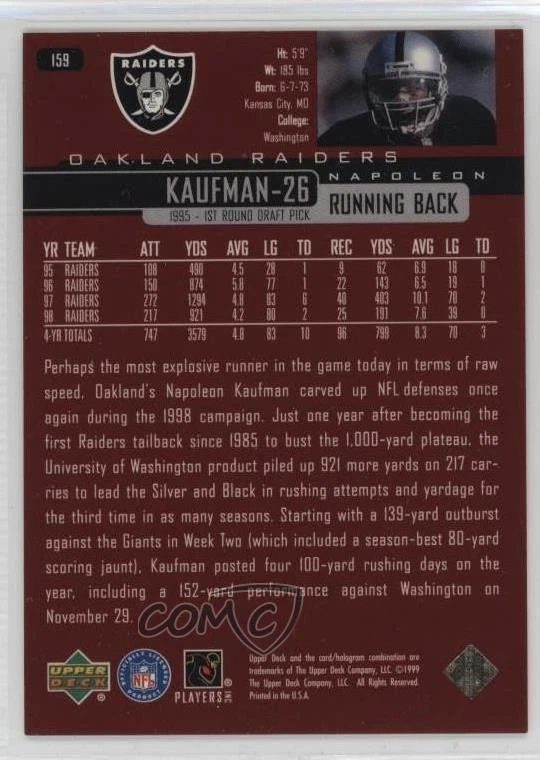 159
RAIDERS
Ht: 5'9"
Wt: 185 lbs
Born: 6-7-73
Kansas City, MO
College:
Washington
OAKLAND RAIDERS
NAPOLEON
KAUFMAN-26
1995 - 1ST ROUND DRAFT PICK
RUNNING BACK
YR TEAM ATT YDS AVG LG TD REC YDS AVG LG TD
95 RAIDERS 108 490 4.5 28 1 9 62 6.9 18 0
96 RAIDERS 150 874 5.8 77 1 22 143 6.5 19 1
97 RAIDERS 272 1294 4.8 83 6 40 403 10.1 70 2
98 RAIDERS 217 921 4.2 80 2 25 191 7.6 39 0
4-YR TOTALS 747 3579 4.8 83 10 96 799 8.3 70 3
Perhaps the most explosive runner in the game today in terms of raw
speed, Oakland's Napoleon Kaufman carved up NFL defenses once
again during the 1998 campaign. Just one year after becoming the
first Raiders tailback since 1985 to bust the 1,000-yard plateau, the
University of Washington product piled up 921 more yards on 217 car-
ries to lead the Silver and Black in rushing attempts and yardage for
the third time in as many seasons. Starting with a 139-yard outburst
against the Giants in Week Two (which included a season-best 80-yard
scoring jaunt), Kaufman posted four 100-yard rushing days on the
year, including a 152-yard performance against Washington on
November 29.
COMC
UPPER
DECK
®
OFFICIALLY LICENSED
NFL
PRODUCT
PLAYERS INC
®
Upper Deck and the card/hologram combination are
trademarks of The Upper Deck Company, LLC. ©1999
The Upper Deck Company, LLC. All Rights Reserved.
Printed in the U.S.A.